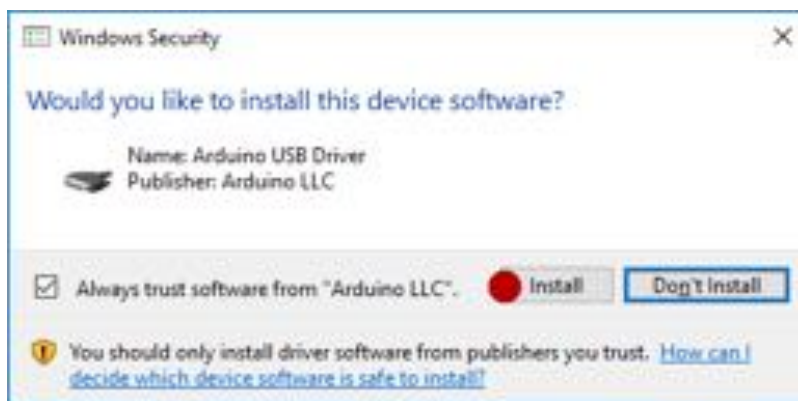 Windows Security
Would you like to install this device software?
Name: Arduino USB Driver
Publisher: Arduino LLC
Always trust software from "Arduino LLC".
Install
Don't Install
You should only install driver software from publishers you trust. How can I
decide which device software is safe to install?